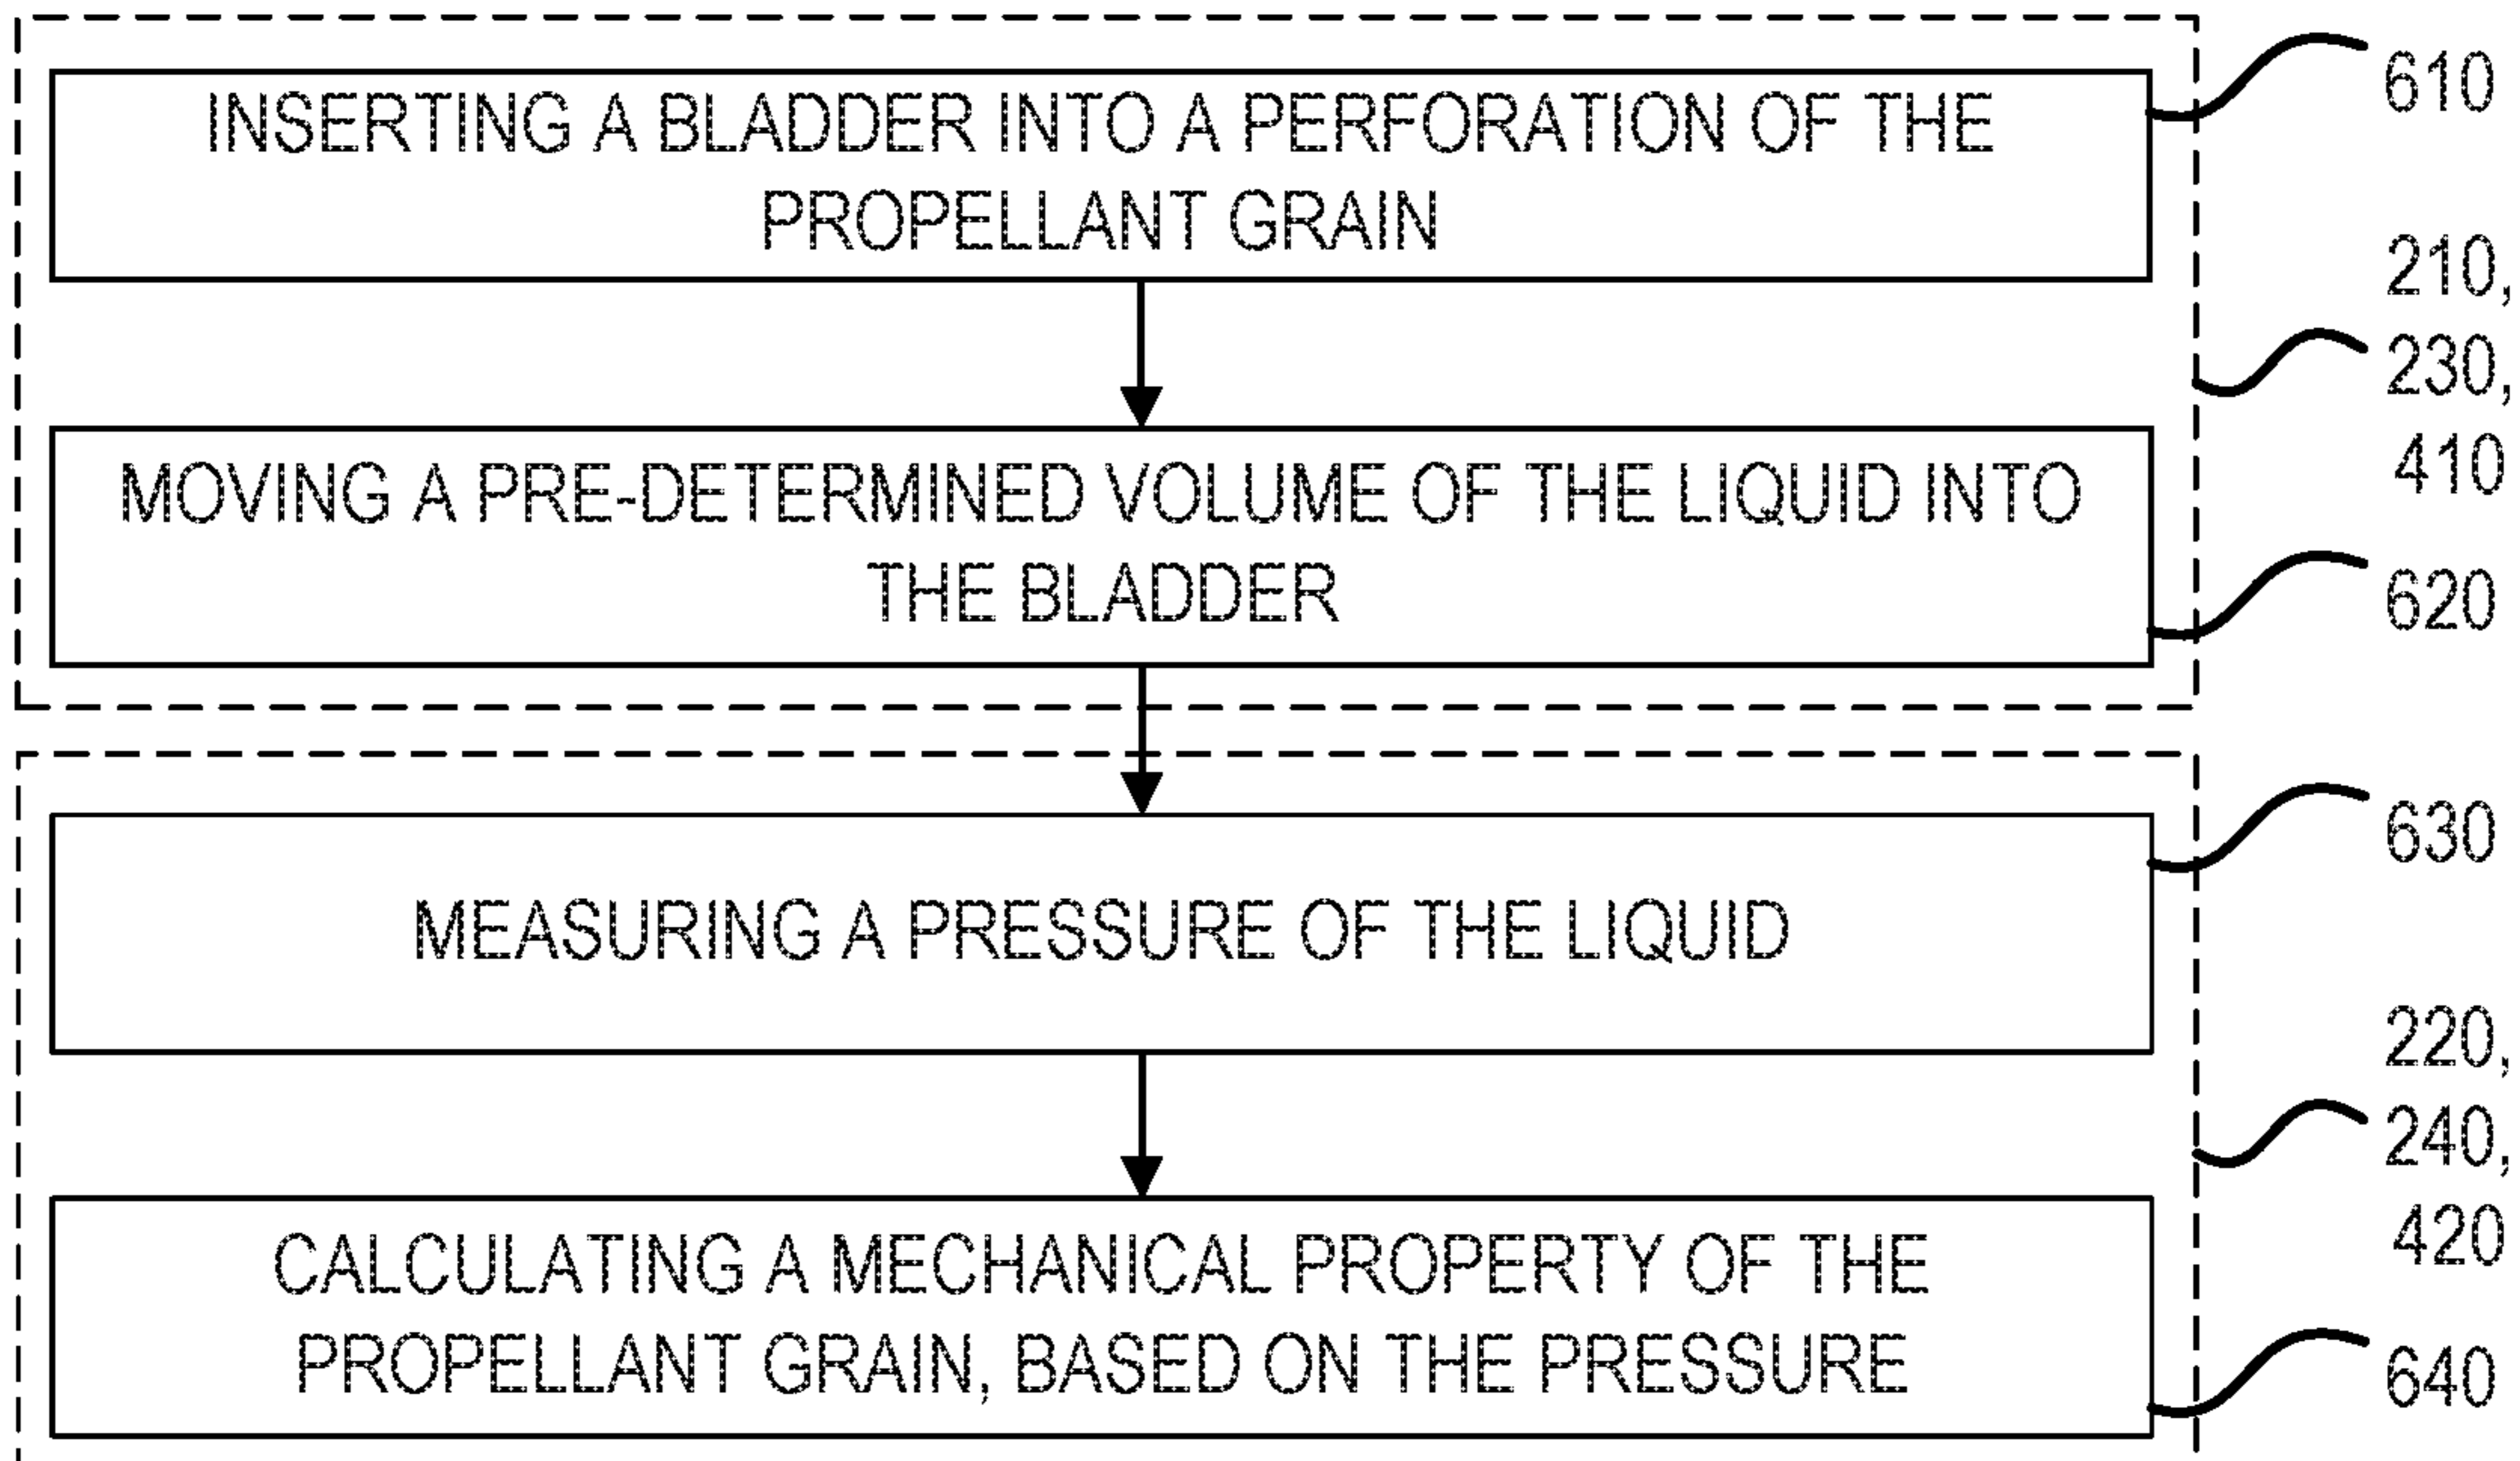 INSERTING A BLADDER INTO A PERFORATION OF THE
PROPELLANT GRAIN
610
210,
230,
410
MOVING A PRE-DETERMINED VOLUME OF THE LIQUID INTO
THE BLADDER
620
MEASURING A PRESSURE OF THE LIQUID
630
220,
240,
420
CALCULATING A MECHANICAL PROPERTY OF THE
PROPELLANT GRAIN, BASED ON THE PRESSURE
640